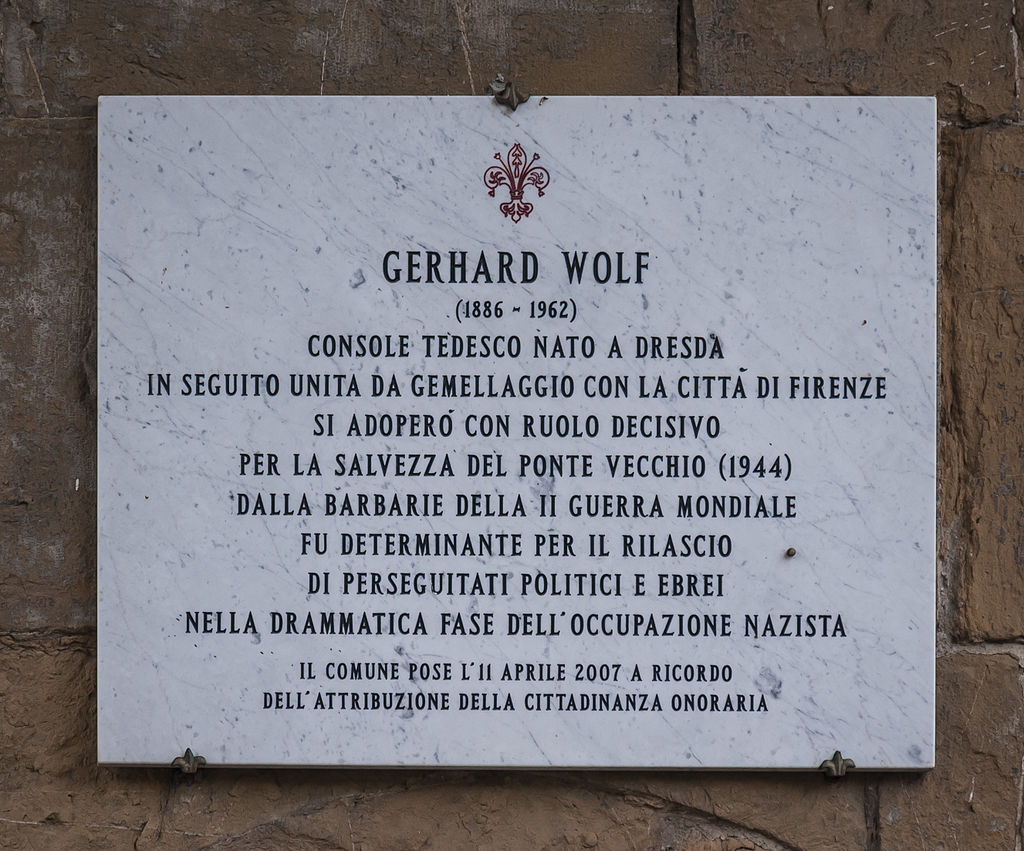 GERHARD WOLF
(1886 - 1962)
CONSOLE TEDESCO NATO A DRESDA
IN SEGUITO UNITA DA GEMELLAGGIO CON LA CITTÀ DI FIRENZE
SI ADOPERÓ CON RUOLO DECISIVO
PER LA SALVEZZA DEL PONTE VECCHIO (1944)
DALLA BARBARIE DELLA II GUERRA MONDIALE
FU DETERMINANTE PER IL RILASCIO
DI PERSEGUITATI POLITICI E EBREI
NELLA DRAMMATICA FASE DELL'OCCUPAZIONE NAZISTA
IL COMUNE POSE L'11 APRILE 2007 A RICORDO
DELL'ATTRIBUZIONE DELLA CITTADINANZA ONORARIA